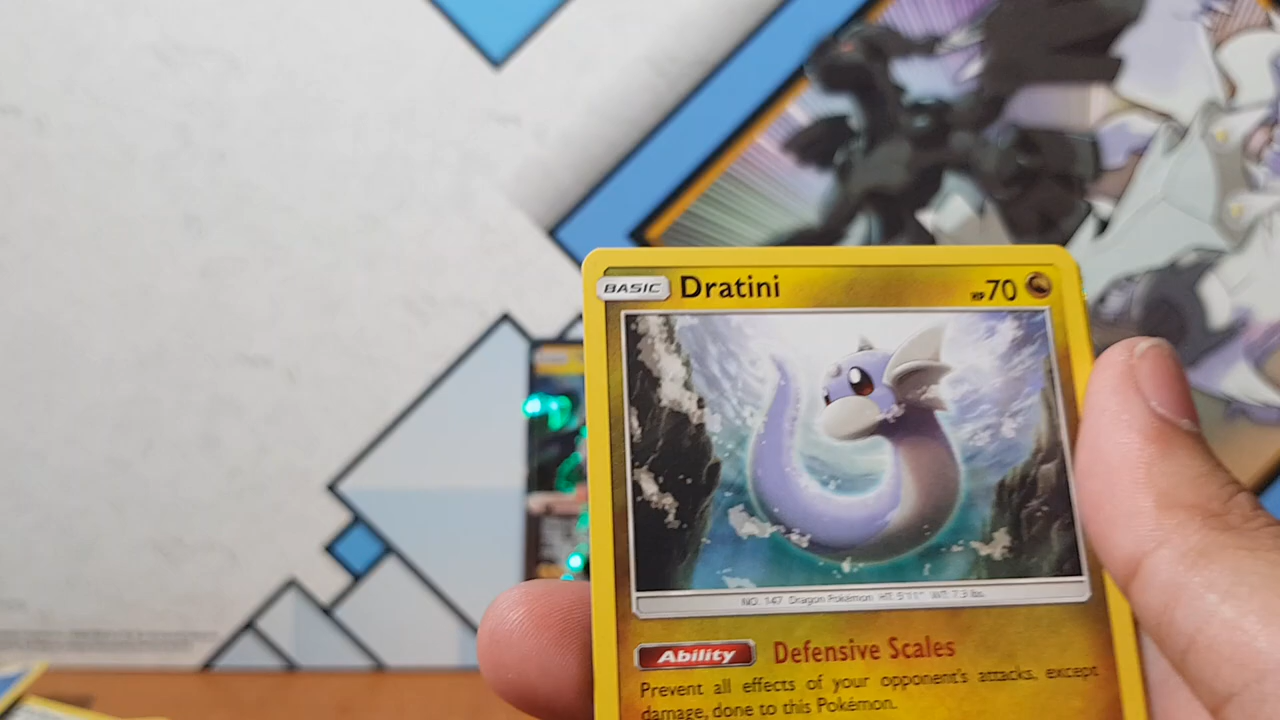 BASIC Dratini HP70
NO. 147 Dragon Pokémon HT: 5'11" WT: 7.3 lbs.
Ability Defensive Scales
Prevent all effects of your opponent's attacks, except
damage, done to this Pokémon.